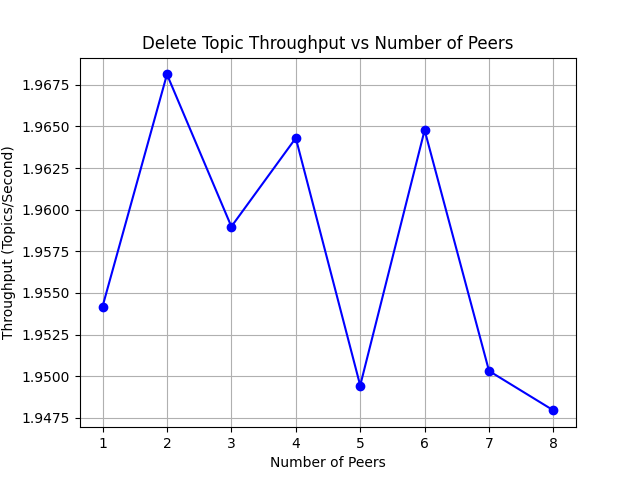 Delete Topic Throughput vs Number of Peers
Throughput (Topics/Second)
1.9675
1.9650
1.9625
1.9600
1.9575
1.9550
1.9525
1.9500
1.9475
1 2 3 4 5 6 7 8
Number of Peers